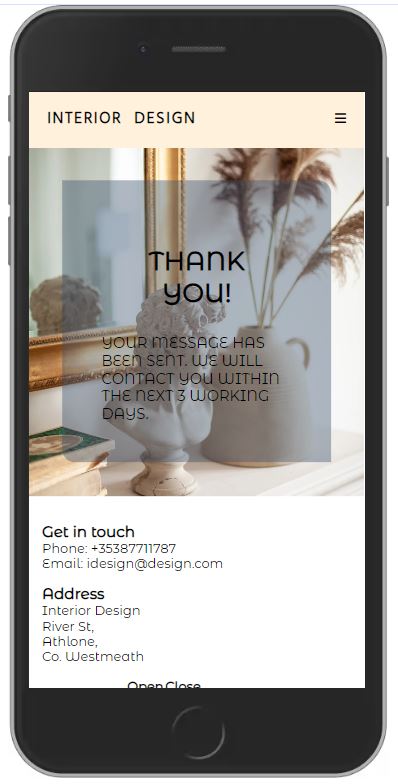 INTERIOR DESIGN ☰
THANK
YOU!
YOUR MESSAGE HAS
BEEN SENT. WE WILL
CONTACT YOU WITHIN
THE NEXT 3 WORKING
DAYS.
Get in touch
Phone: +35387711787
Email: idesign@design.com
Address
Interior Design
River St,
Athlone,
Co. Westmeath
Open Close